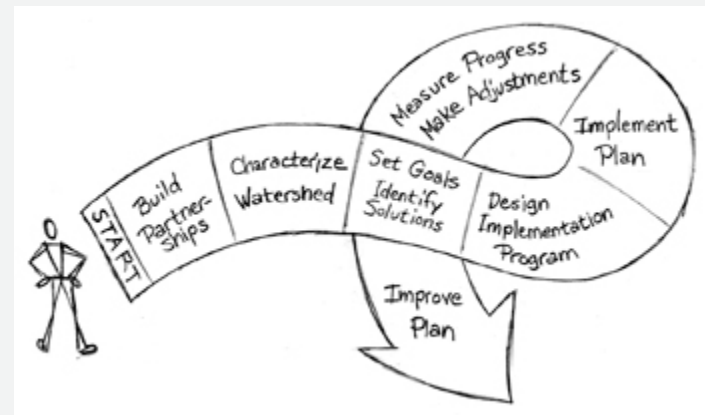 START
Build
Partner-
ships
Characterize
Watershed
Set Goals
Identify
Solutions
Design
Implementation
Program
Implement
Plan
Measure Progress
Make Adjustments
Improve
Plan